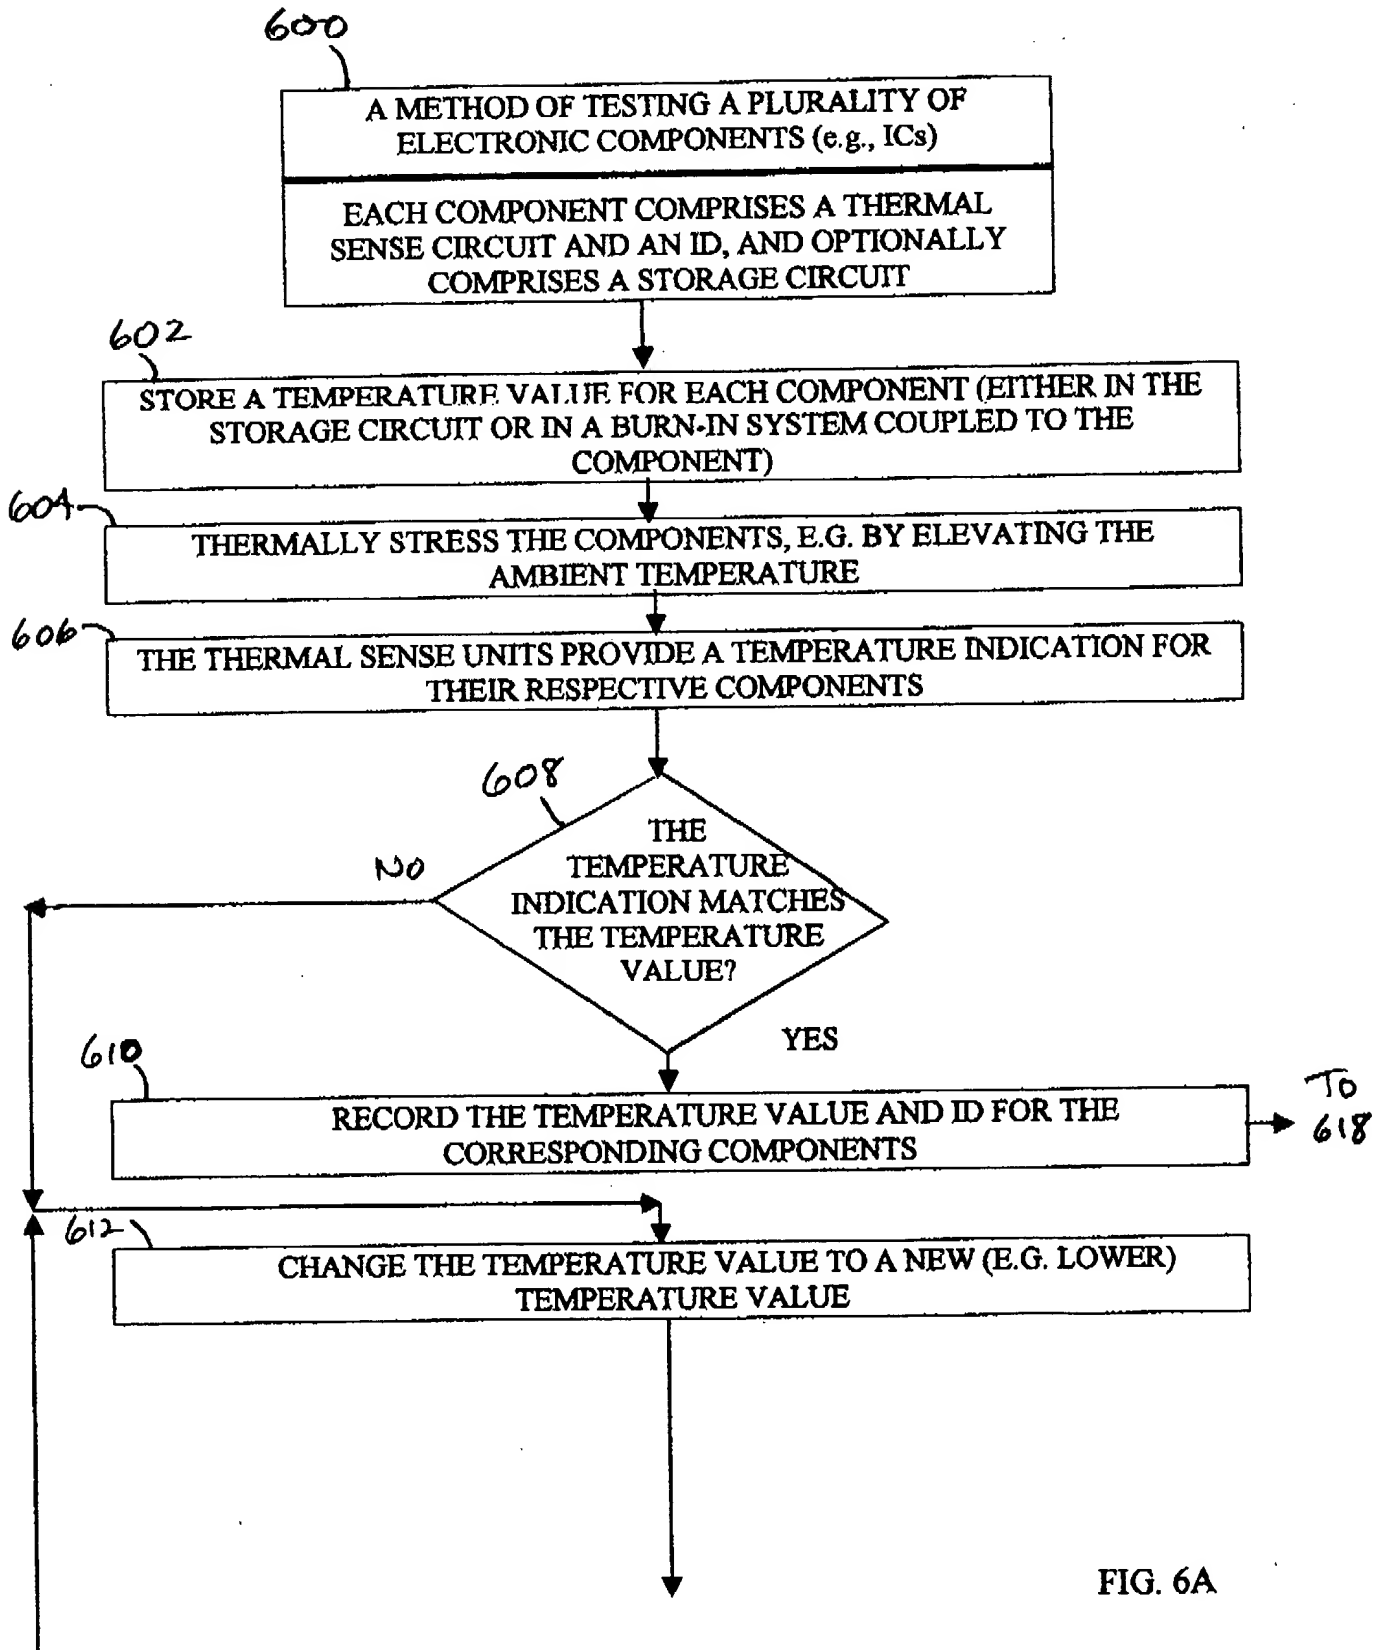 600
A METHOD OF TESTING A PLURALITY OF
ELECTRONIC COMPONENTS (e.g., ICs)
EACH COMPONENT COMPRISES A THERMAL
SENSE CIRCUIT AND AN ID, AND OPTIONALLY
COMPRISES A STORAGE CIRCUIT
602
STORE A TEMPERATURE VALUE FOR EACH COMPONENT (EITHER IN THE
STORAGE CIRCUIT OR IN A BURN-IN SYSTEM COUPLED TO THE
COMPONENT)
604
THERMALLY STRESS THE COMPONENTS, E.G. BY ELEVATING THE
AMBIENT TEMPERATURE
606
THE THERMAL SENSE UNITS PROVIDE A TEMPERATURE INDICATION FOR
THEIR RESPECTIVE COMPONENTS
608
THE
TEMPERATURE
INDICATION MATCHES
THE TEMPERATURE
VALUE?
NO
YES
610
RECORD THE TEMPERATURE VALUE AND ID FOR THE
CORRESPONDING COMPONENTS
TO
618
612
CHANGE THE TEMPERATURE VALUE TO A NEW (E.G. LOWER)
TEMPERATURE VALUE
FIG. 6A